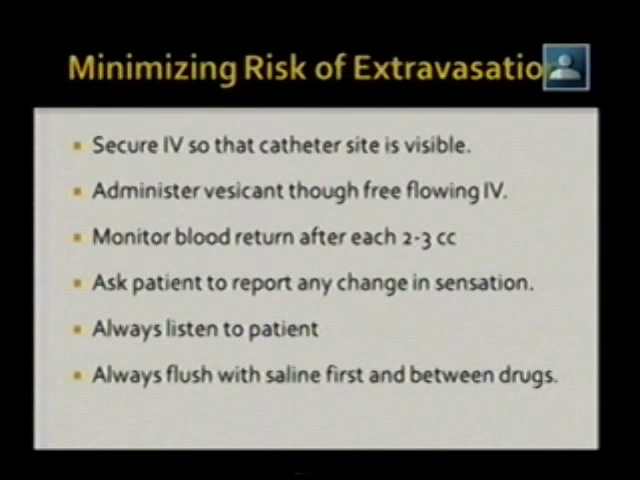 Minimizing Risk of Extravasatio
Secure IV so that catheter site is visible.
Administer vesicant though free flowing IV.
Monitor blood return after each 2-3 cc
Ask patient to report any change in sensation.
Always listen to patient
Always flush with saline first and between drugs.